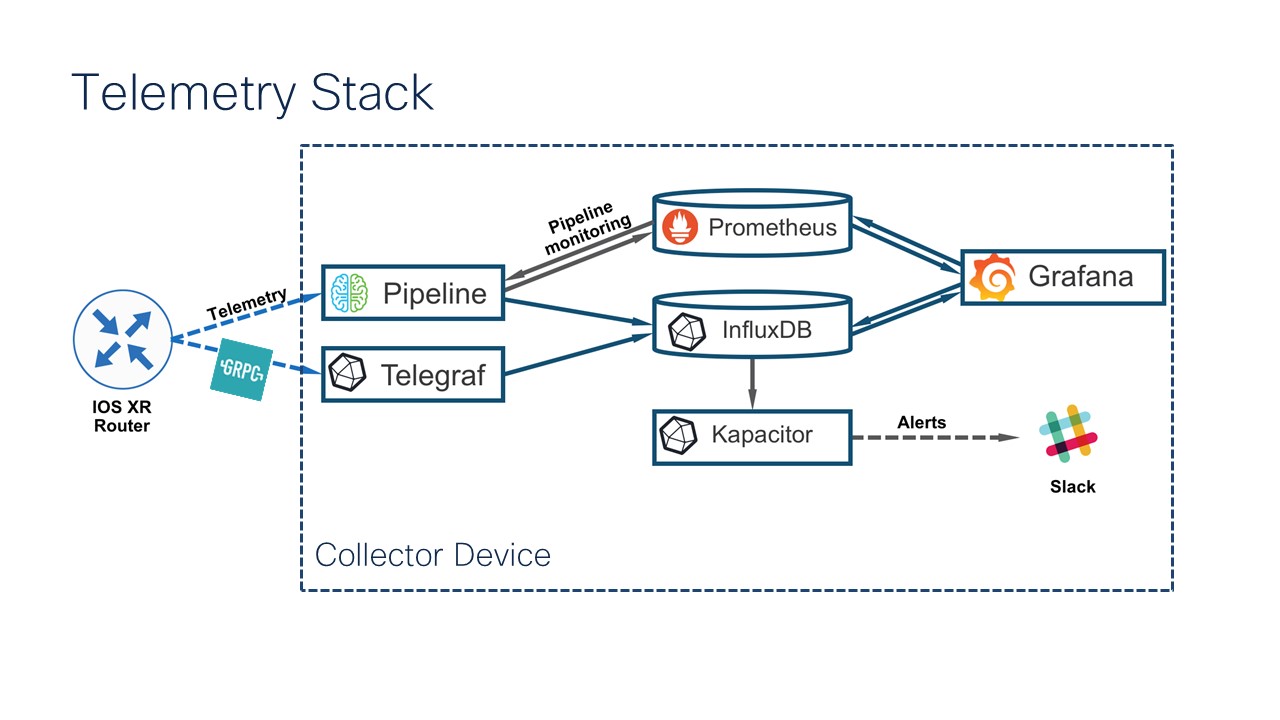 Telemetry Stack
Pipeline
monitoring
Prometheus
Grafana
Telemetry
Pipeline
InfluxDB
GRPC
Telegraf
IOS XR
Router
Kapacitor
Alerts
Slack
Collector Device